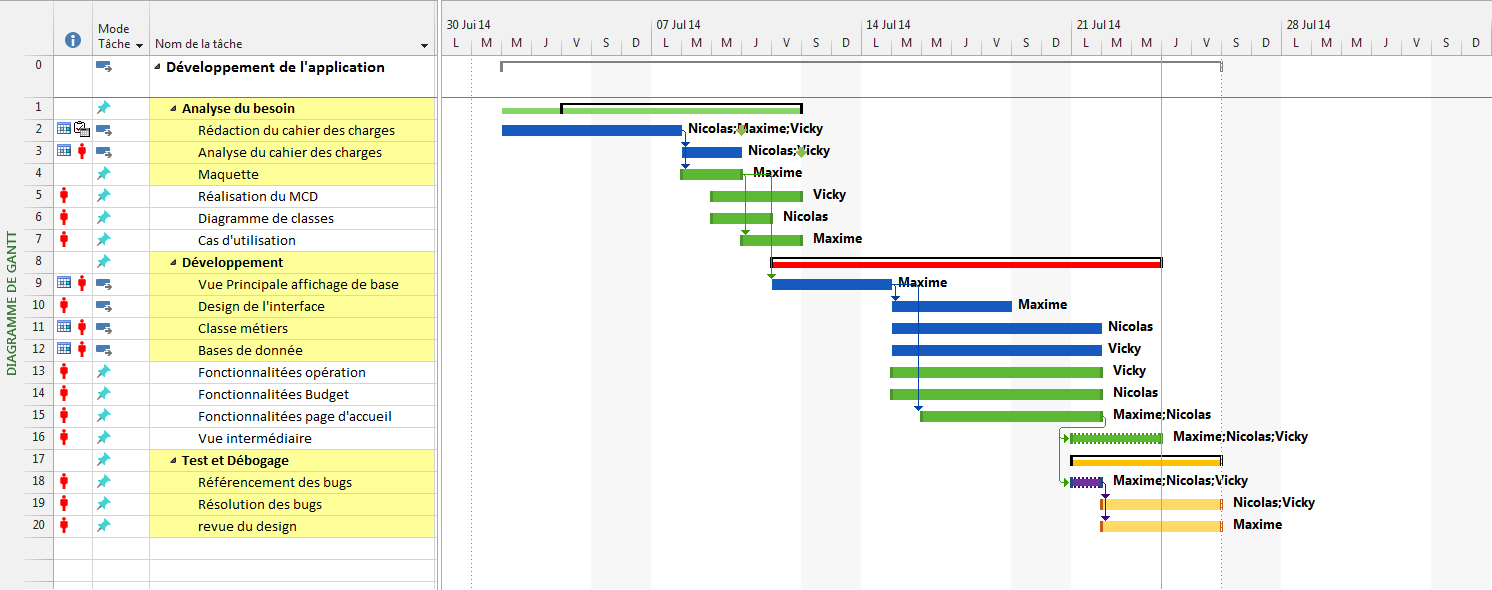 DIAGRAMME DE GANTT
Mode Tâche
Nom de la tâche
30 Jui 14 07 Jul 14 14 Jul 14 21 Jul 14 28 Jul 14
L M M J V S D L M M J V S D L M M J V S D L M M J V S D L M M J V S D
0 Développement de l'application
1 Analyse du besoin
2 Rédaction du cahier des charges Nicolas;Maxime;Vicky
3 Analyse du cahier des charges Nicolas;Vicky
4 Maquette Maxime
5 Réalisation du MCD Vicky
6 Diagramme de classes Nicolas
7 Cas d'utilisation Maxime
8 Développement
9 Vue Principale affichage de base Maxime
10 Design de l'interface Maxime
11 Classe métiers Nicolas
12 Bases de donnée Vicky
13 Fonctionnalitées opération Vicky
14 Fonctionnalitées Budget Nicolas
15 Fonctionnalitées page d'accueil Maxime;Nicolas
16 Vue intermédiaire Maxime;Nicolas;Vicky
17 Test et Débogage
18 Référencement des bugs Maxime;Nicolas;Vicky
19 Résolution des bugs Nicolas;Vicky
20 revue du design Maxime